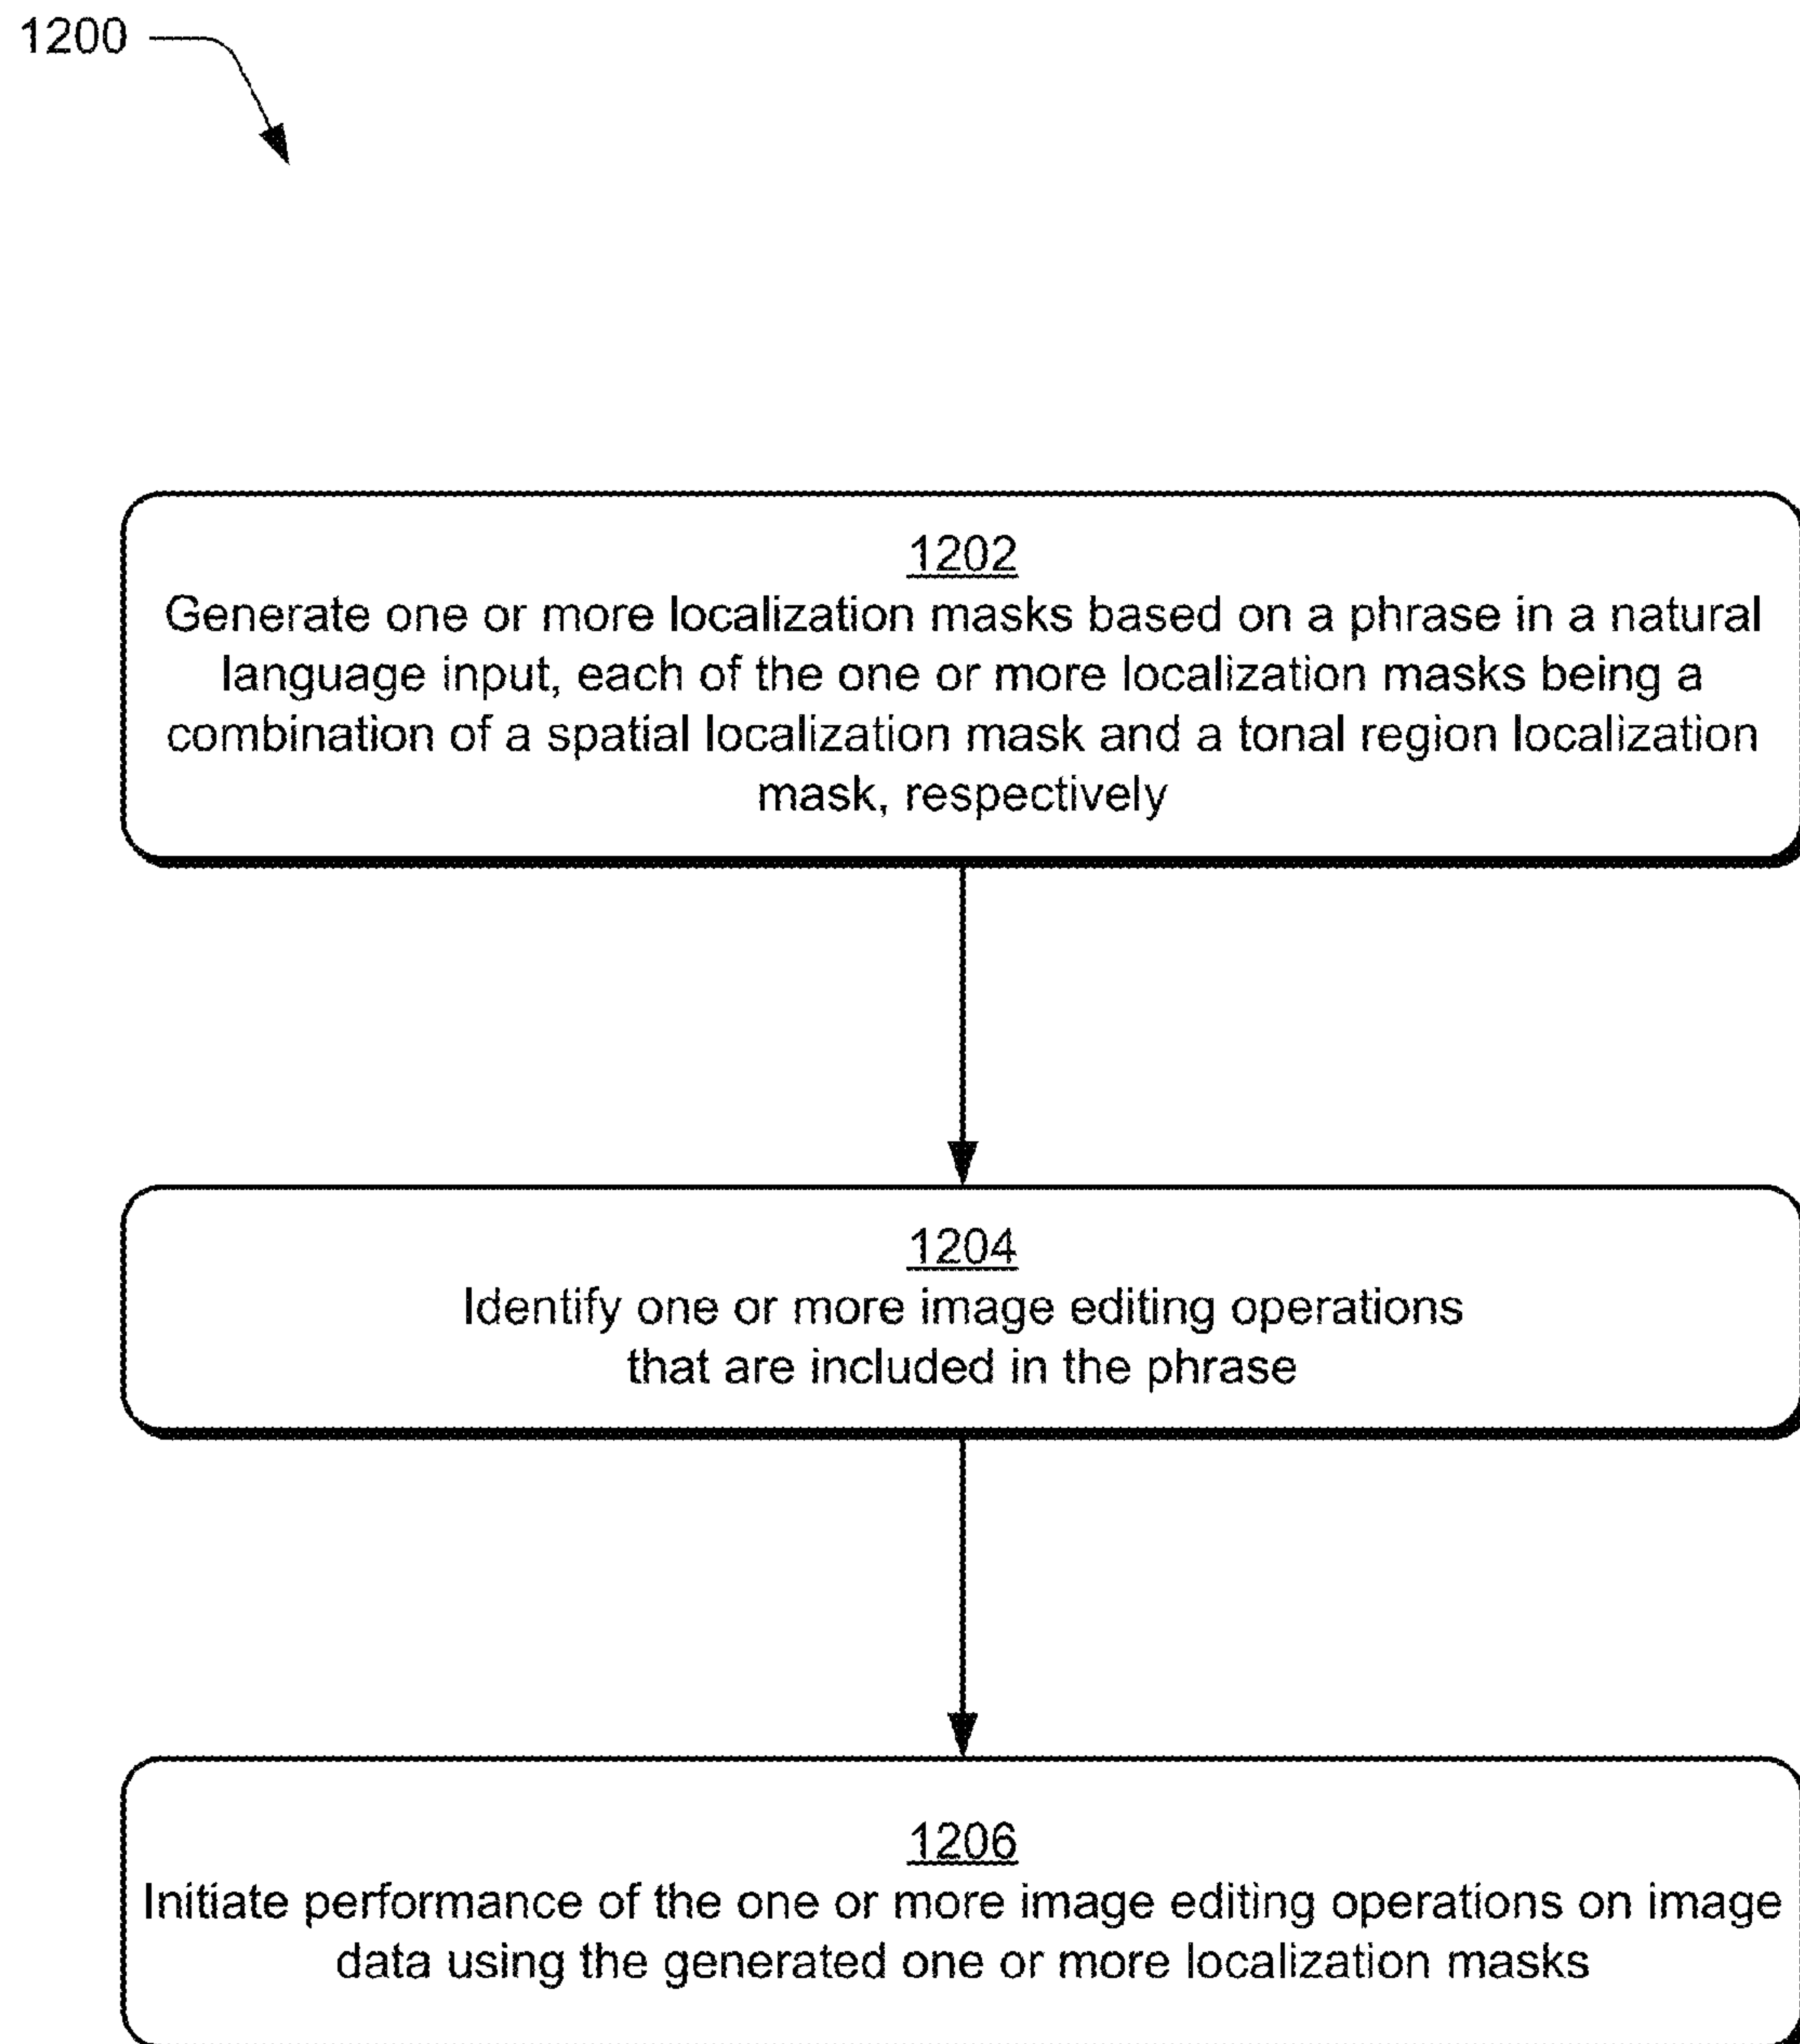 1200
1202
Generate one or more localization masks based on a phrase in a natural
language input, each of the one or more localization masks being a
combination of a spatial localization mask and a tonal region localization
mask, respectively
1204
Identify one or more image editing operations
that are included in the phrase
1206
Initiate performance of the one or more image editing operations on image
data using the generated one or more localization masks